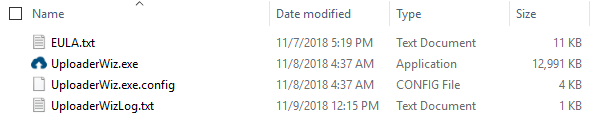 Name Date modified Type Size
EULA.txt 11/7/2018 5:19 PM Text Document 11 KB
UploaderWiz.exe 11/8/2018 4:37 AM Application 12,991 KB
UploaderWiz.exe.config 11/8/2018 4:37 AM CONFIG File 4 KB
UploaderWizLog.txt 11/9/2018 12:15 PM Text Document 1 KB